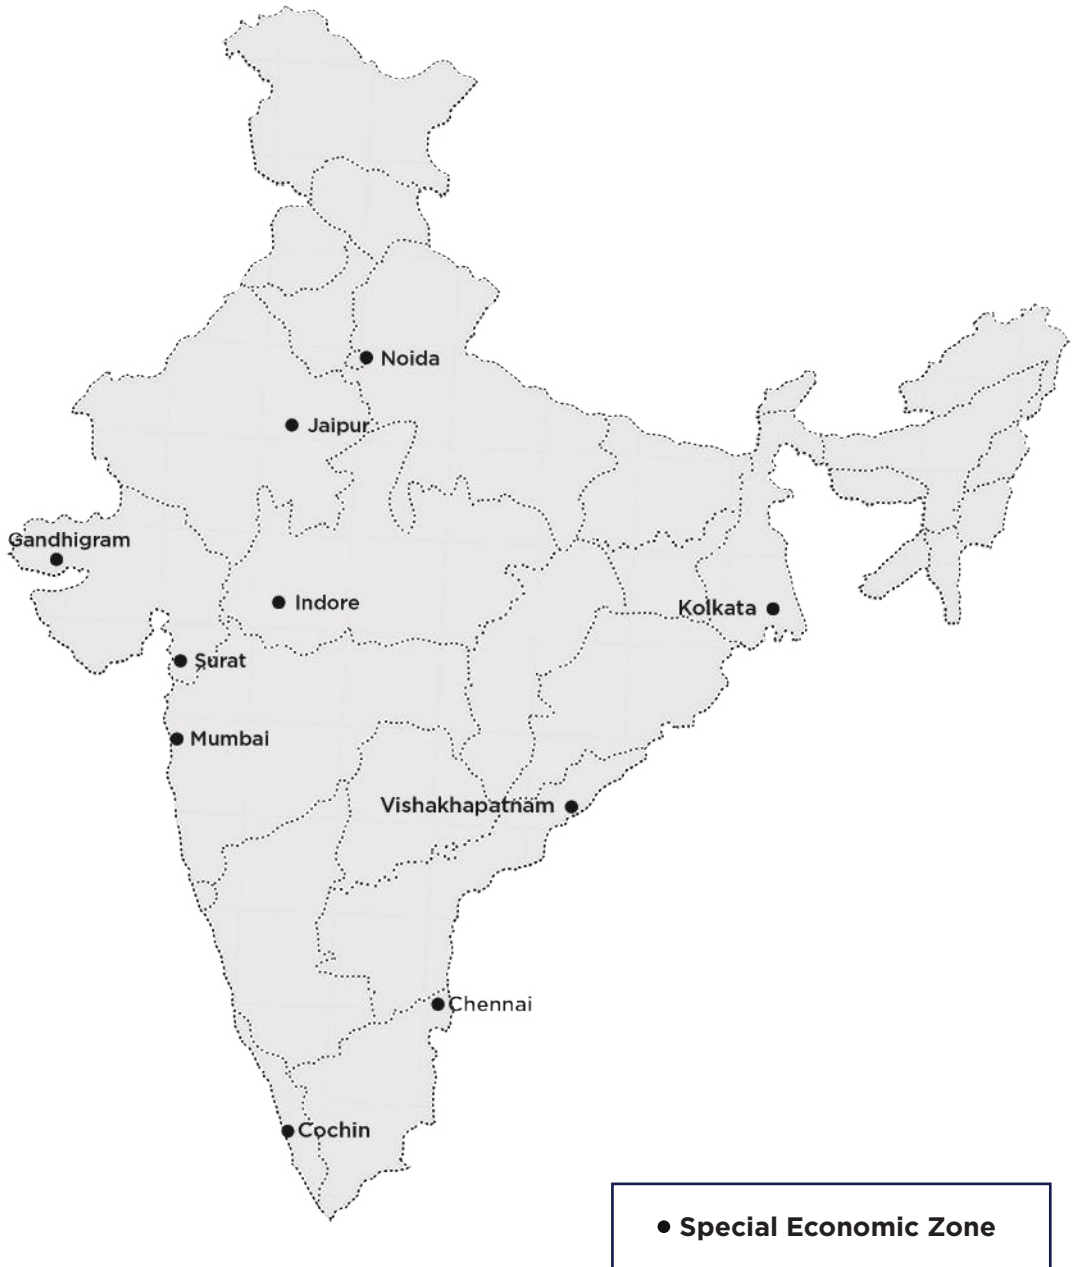 Noida
Jaipur
Gandhigram
Indore
Kolkata
Surat
Mumbai
Vishakhapatnam
Chennai
Cochin
Special Economic Zone